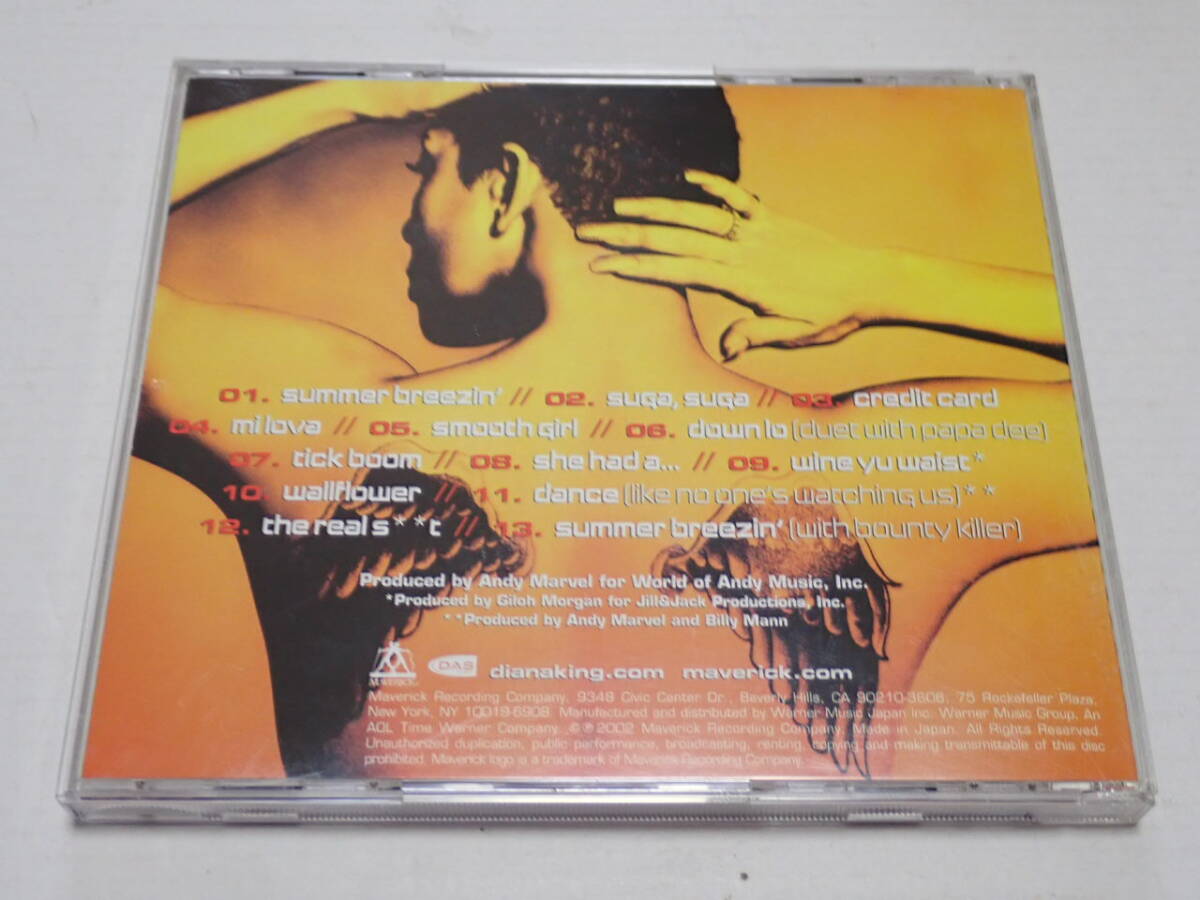 01. summer breezin' // 02. suga, suga // 03. credit card
04. mi lova // 05. smooth girl // 06. down lo (duet with papa dee)
07. tick boom // 08. she had a... // 09. wine yu waist*
10. wallflower // 11. dance (like no one's watching us)**
12. the real s**t // 13. summer breezin' (with bounty killer)
Produced by Andy Marvel for World of Andy Music, Inc.
*Produced by Giloh Morgan for Jill&Jack Productions, Inc.
**Produced by Andy Marvel and Billy Mann
MAVERICK DAS dianaking.com maverick.com
Maverick Recording Company, 9348 Civic Center Dr., Beverly Hills, CA 90210-3606, 75 Rockefeller Plaza,
New York, NY 10019-6908. Manufactured and distributed by Warner Music Japan Inc. Warner Music Group, An
AOL Time Warner Company. ©℗2002 Maverick Recording Company. Made in Japan. All Rights Reserved.
Unauthorized duplication, public performance, broadcasting, renting, copying and making transmittable of this disc
prohibited. Maverick logo is a trademark of Maverick Recording Company.